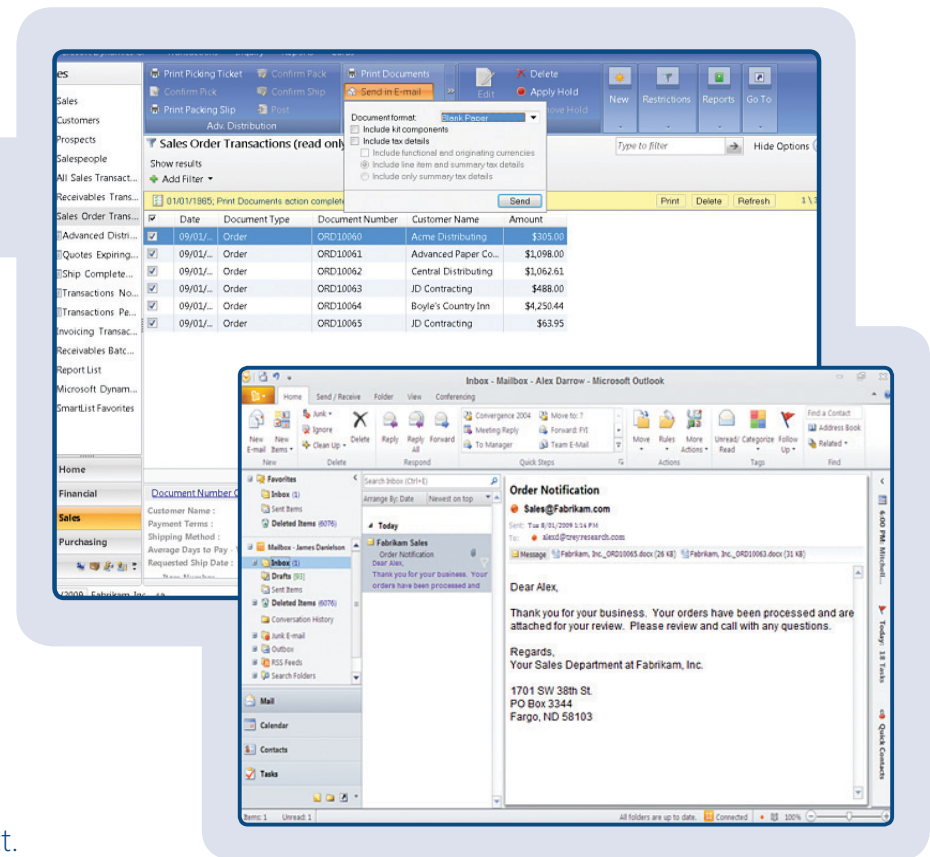 es
Sales
Customers
Prospects
Salespeople
All Sales Transact...
Receivables Trans...
Sales Order Trans...
Advanced Distri...
Quotes Expiring...
Ship Complete...
Transactions No...
Transactions Pe...
Invoicing Transac...
Receivables Batc...
Report List
Microsoft Dynam...
SmartList Favorites
Home
Financial
Sales
Purchasing
Print Picking Ticket
Confirm Pack
Print Documents
Delete
Confirm Pick
Confirm Ship
Send in E-mail
Edit
Apply Hold
Print Packing Slip
Post
move Hold
New
Restrictions
Reports
Go To
Adv. Distribution
Document format: Blank Paper
Include kit components
Include tax details
Include functional and originating currencies
Include line item and summary tax details
Include only summary tax details
Send
Sales Order Transactions (read only
Type to filter
Hide Options
Show results
Add Filter
01/01/1865; Print Documents action complete
Print Delete Refresh
Date Document Type Document Number Customer Name Amount
09/01/... Order ORD10060 Acme Distributing $305.00
09/01/... Order ORD10061 Advanced Paper Co... $1,098.00
09/01/... Order ORD10062 Central Distributing $1,062.61
09/01/... Order ORD10063 JD Contracting $488.00
09/01/... Order ORD10064 Boyle's Country Inn $4,250.44
09/01/... Order ORD10065 JD Contracting $63.95
Document Number
Customer Name :
Payment Terms :
Shipping Method :
Average Days to Pay -
Requested Ship Date :
Inbox - Mailbox - Alex Darrow - Microsoft Outlook
Home Send / Receive Folder View Conferencing
New E-mail
New Items
Junk
Ignore
Clean Up
Delete
Reply
Reply All
Forward
Convergence 2004
Meeting Reply
To Manager
Move to: ?
Forward: FYI
Team E-Mail
Move
Rules
More Actions
Unread/ Read
Categorize
Follow Up
Find a Contact
Address Book
Related
New Delete Respond Quick Steps Actions Tags Find
Favorites
Inbox (1)
Sent Items
Deleted Items (6076)
Mailbox - James Danielson
Inbox (1)
Drafts [93]
Sent Items
Deleted Items (6076)
Conversation History
Junk E-mail
Outbox
RSS Feeds
Search Folders
Mail
Calendar
Contacts
Tasks
Search Inbox (Ctrl+E)
Arrange By: Date Newest on top
Today
Fabrikam Sales
Order Notification
Dear Alex,
Thank you for your business. Your
orders have been processed and
Order Notification
Sales@Fabrikam.com
Sent: Tue 8/01/2009 1:14 PM
To: alexd@treyresearch.com
Message Fabrikam, Inc._ORD10065.docx (26 KB) Fabrikam, Inc._ORD10063.docx (31 KB)
Dear Alex,
Thank you for your business. Your orders have been processed and are
attached for your review. Please review and call with any questions.
Regards,
Your Sales Department at Fabrikam, Inc.
1701 SW 38th St.
PO Box 3344
Fargo, ND 58103
6:00 PM: Mitchell...
Today: 18 Tasks
Quick Contacts
Items: 1 Unread: 1
All folders are up to date. Connected 100%
t.